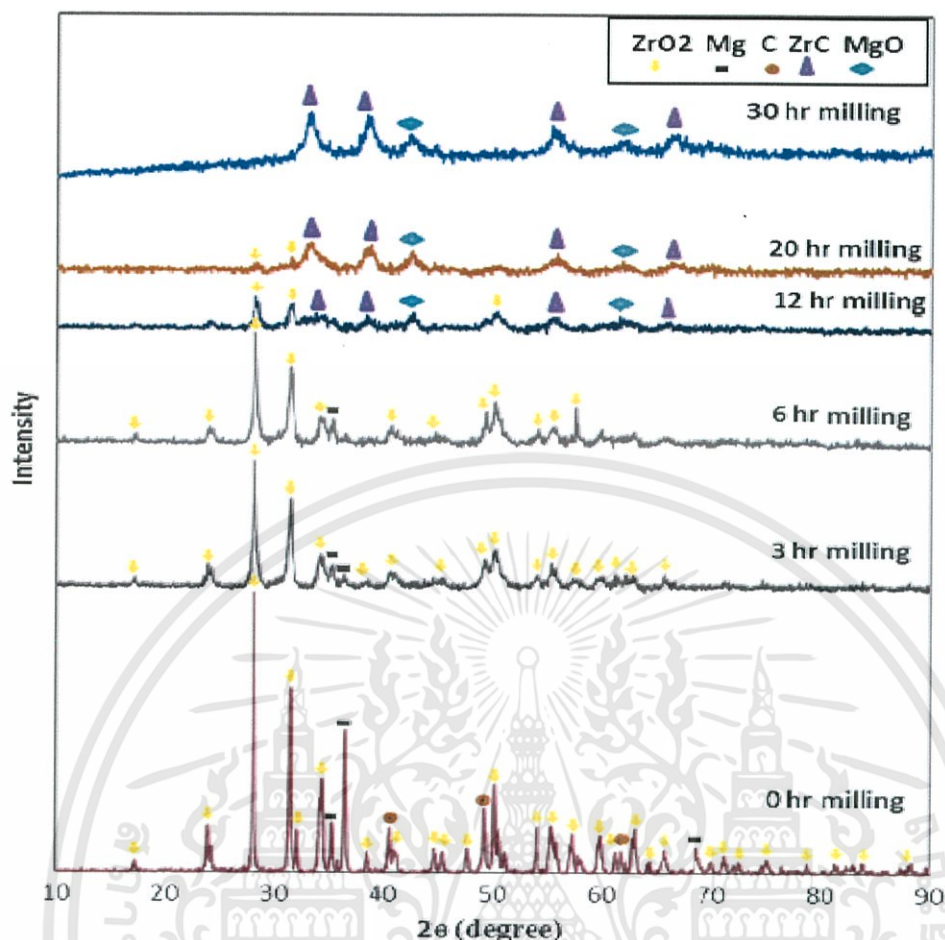 ZrO2 Mg C ZrC MgO
30 hr milling
20 hr milling
12 hr milling
6 hr milling
3 hr milling
0 hr milling
Intensity
10 20 30 40 50 60 70 80 90
2ɵ (degree)